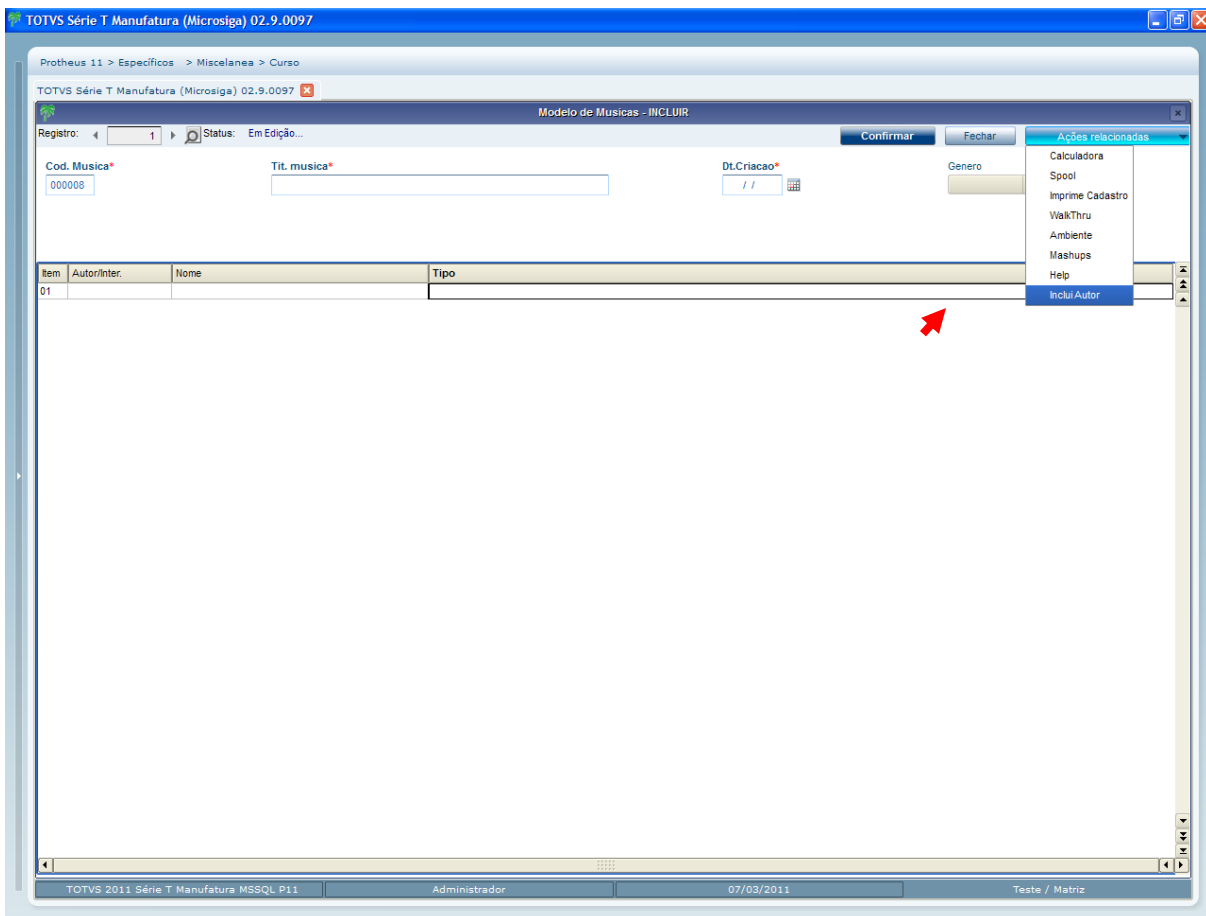 TOTVS Série T Manufatura (Microsiga) 02.9.0097
Protheus 11 > Específicos > Miscelanea > Curso
TOTVS Série T Manufatura (Microsiga) 02.9.0097
Modelo de Musicas - INCLUIR
Registro: 1 Status: Em Edição... Confirmar Fechar Ações relacionadas
Cod. Musica* Tit. musica* Dt.Criacao* Genero
000008 / /
Calculadora
Spool
Imprime Cadastro
WalkThru
Ambiente
Mashups
Help
Inclui Autor
Item Autor/Inter. Nome Tipo
01
TOTVS 2011 Série T Manufatura MSSQL P11 Administrador 07/03/2011 Teste / Matriz